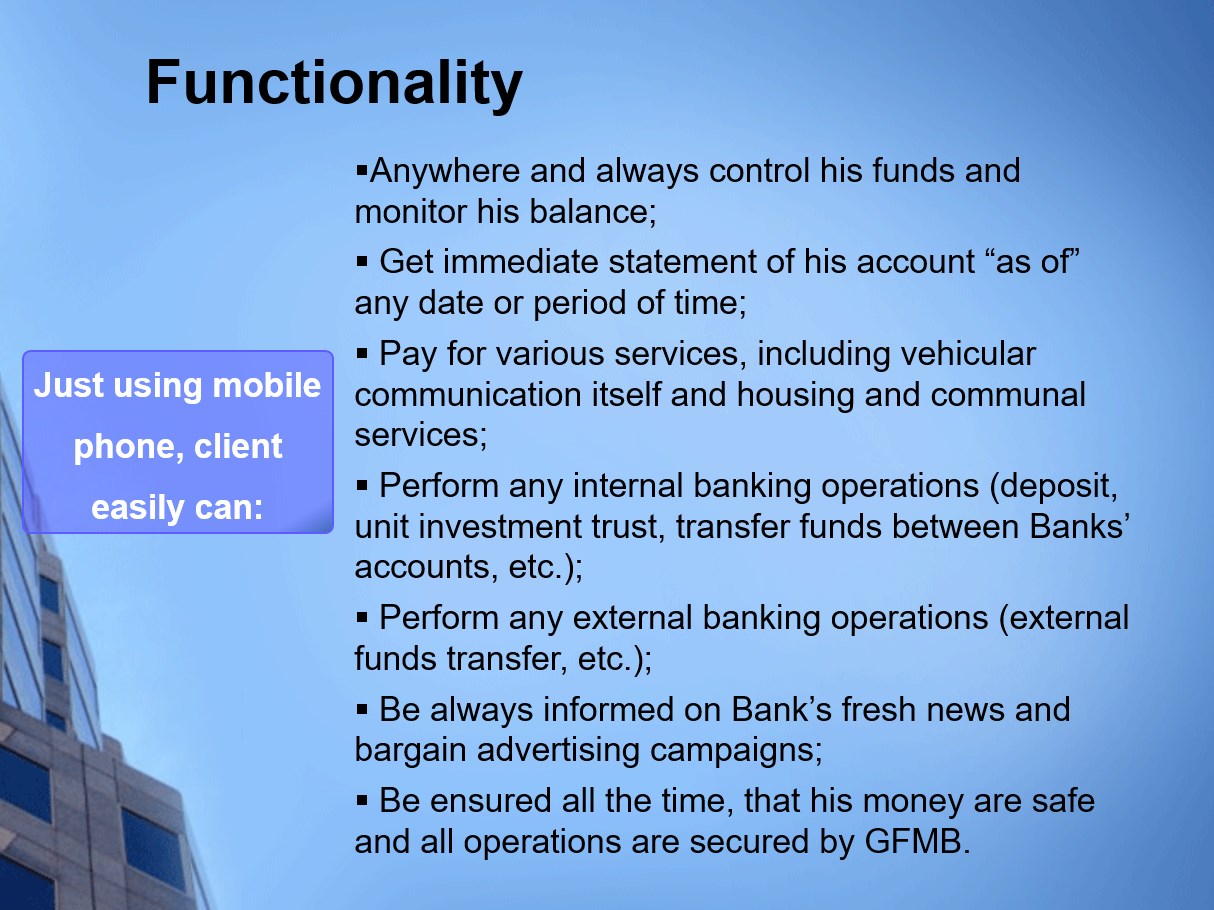 Functionality
Just using mobile
phone, client
easily can:
▪Anywhere and always control his funds and
monitor his balance;
▪ Get immediate statement of his account “as of”
any date or period of time;
▪ Pay for various services, including vehicular
communication itself and housing and communal
services;
▪ Perform any internal banking operations (deposit,
unit investment trust, transfer funds between Banks’
accounts, etc.);
▪ Perform any external banking operations (external
funds transfer, etc.);
▪ Be always informed on Bank’s fresh news and
bargain advertising campaigns;
▪ Be ensured all the time, that his money are safe
and all operations are secured by GFMB.